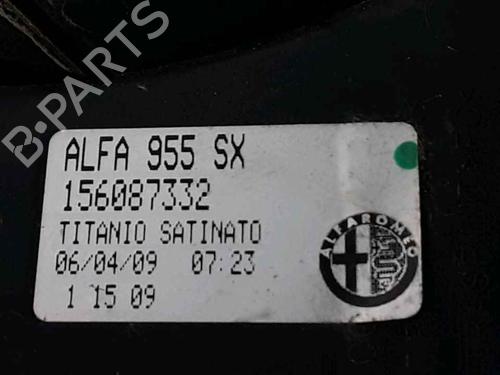 B-PARTS
ALFA 955 SX
156087332
TITANIO SATINATO
06/04/09 07:23
1 15 09
ALFA ROMEO